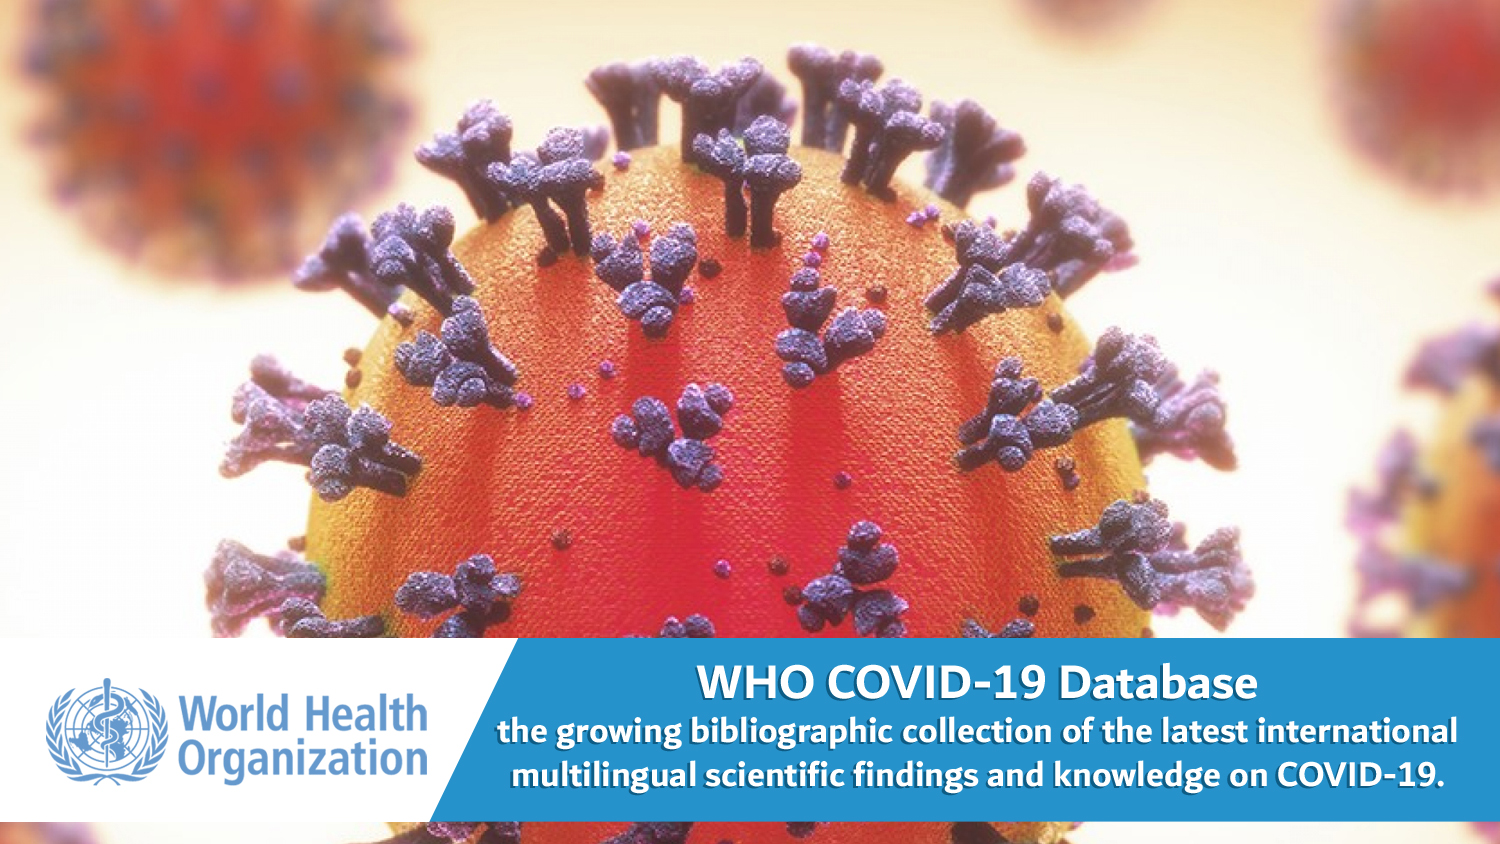 World Health
Organization
WHO COVID-19 Database
the growing bibliographic collection of the latest international
multilingual scientific findings and knowledge on COVID-19.